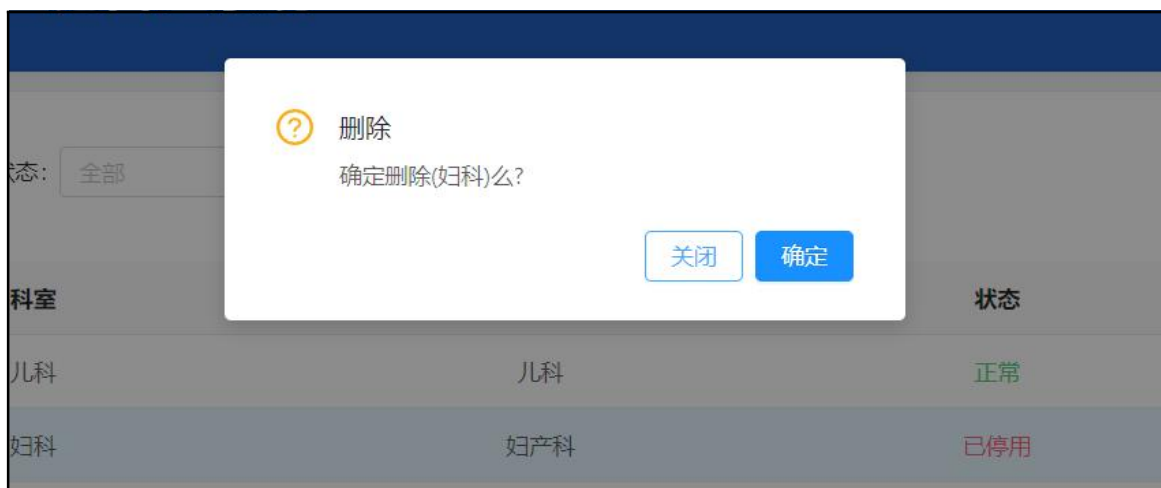 删除
确定删除(妇科)么?
态: 全部
关闭 确定
科室 状态
儿科 儿科 正常
妇科 妇产科 已停用